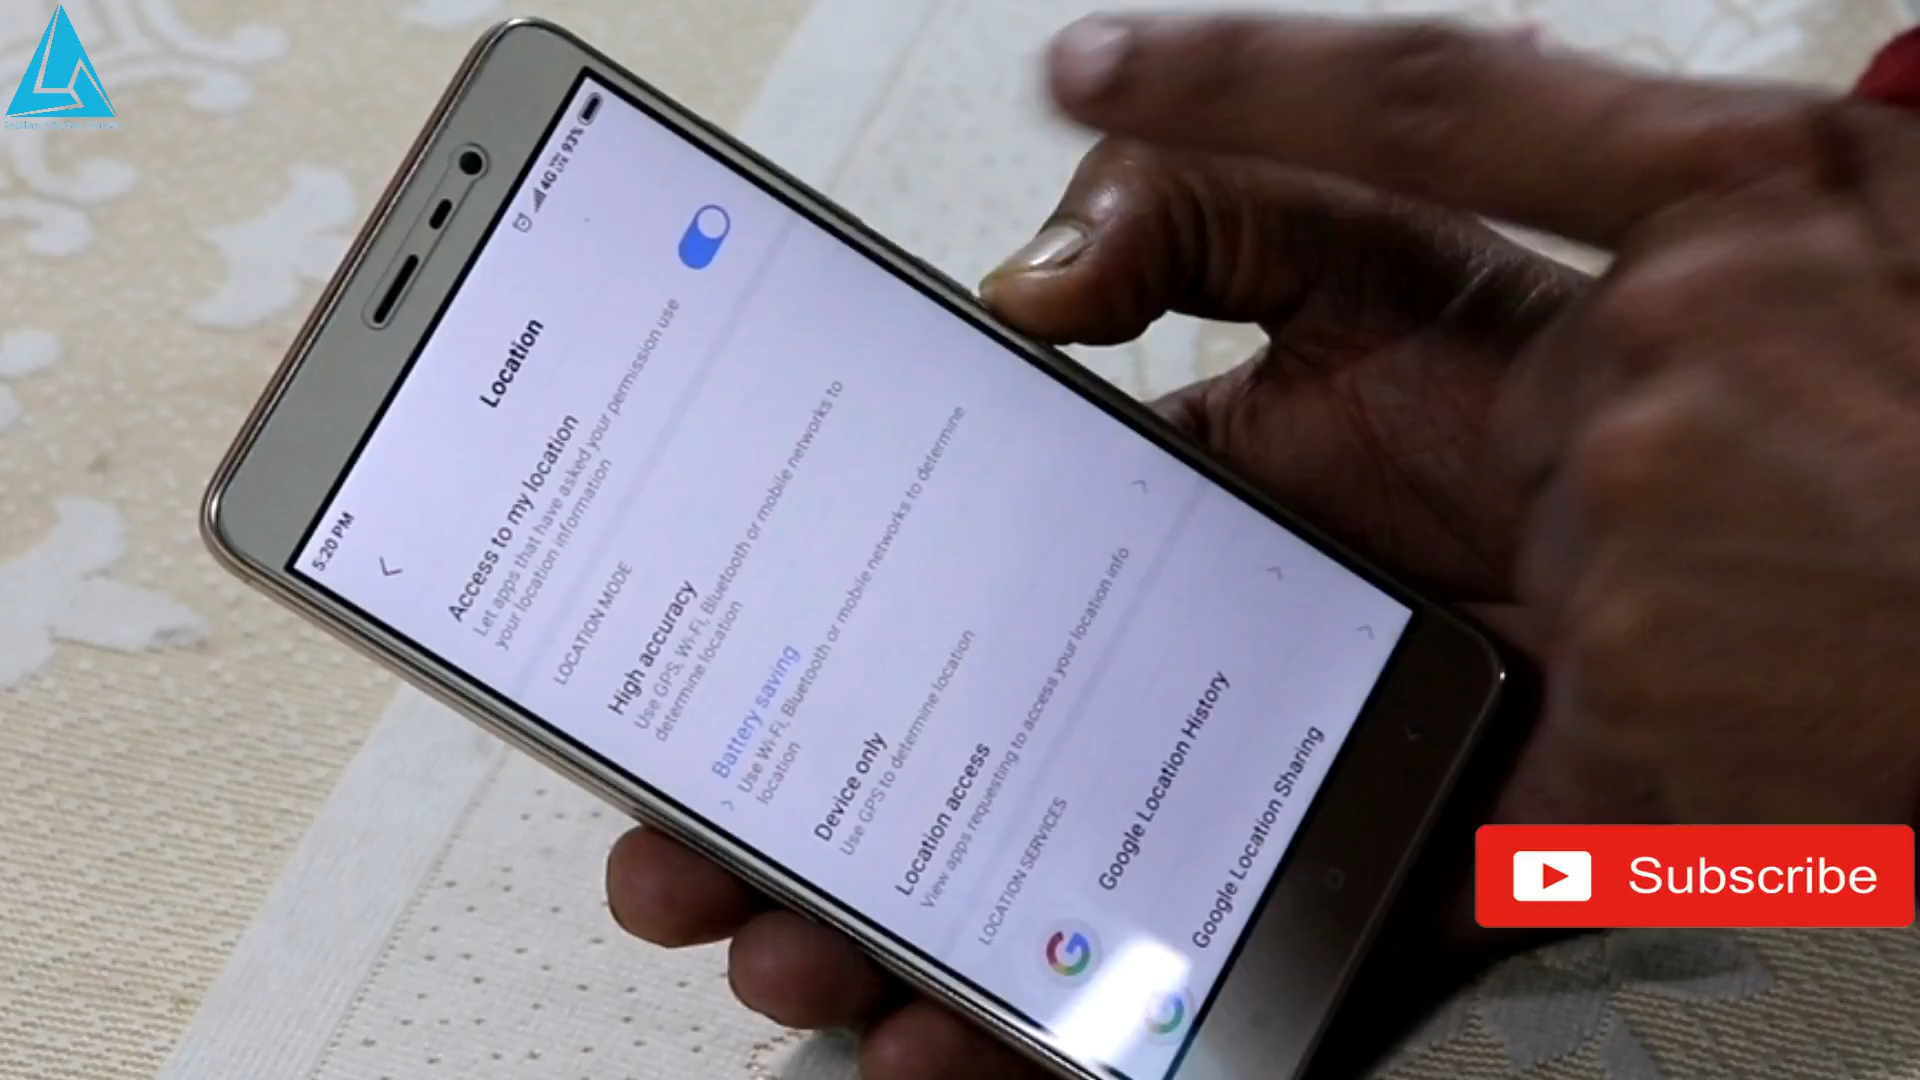 5:20 PM
4G VoLTE 93%
Location
Access to my location
Let apps that have asked your permission use
your location information
LOCATION MODE
High accuracy
Use GPS, Wi-Fi, Bluetooth or mobile networks to
determine location
Battery saving
Use Wi-Fi, Bluetooth or mobile networks to determine
location
Device only
Use GPS to determine location
Location access
View apps requesting to access your location info
LOCATION SERVICES
Google Location History
Google Location Sharing
Subscribe